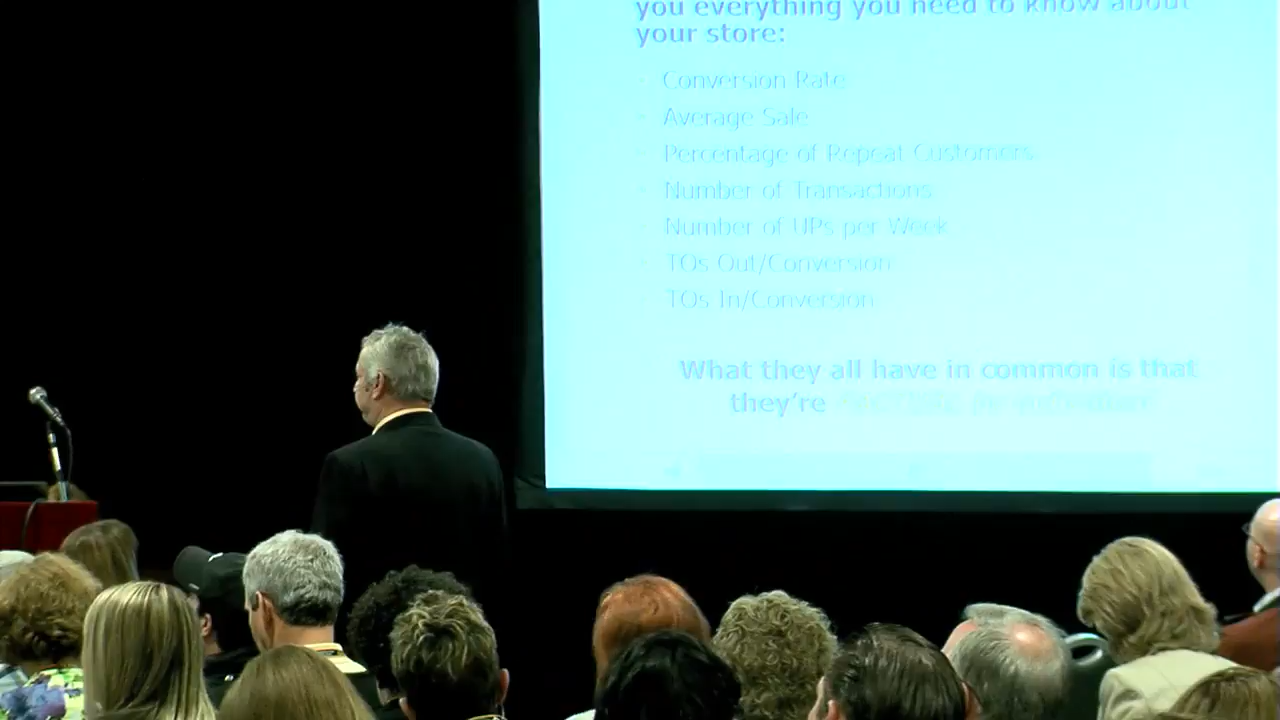 you everything you need to know about
your store:
Conversion Rate
Average Sale
Percentage of Repeat Customers
Number of Transactions
Number of UPs per Week
TOs Out/Conversion
TOs In/Conversion
What they all have in common is that
they're